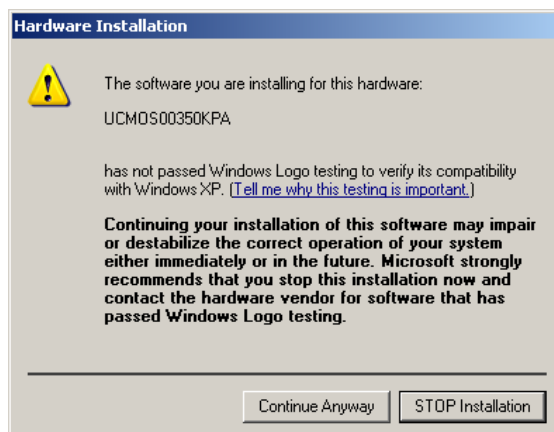 Hardware Installation
The software you are installing for this hardware:
UCMOS00350KPA
has not passed Windows Logo testing to verify its compatibility
with Windows XP. (Tell me why this testing is important.)
Continuing your installation of this software may impair
or destabilize the correct operation of your system
either immediately or in the future. Microsoft strongly
recommends that you stop this installation now and
contact the hardware vendor for software that has
passed Windows Logo testing.
Continue Anyway
STOP Installation